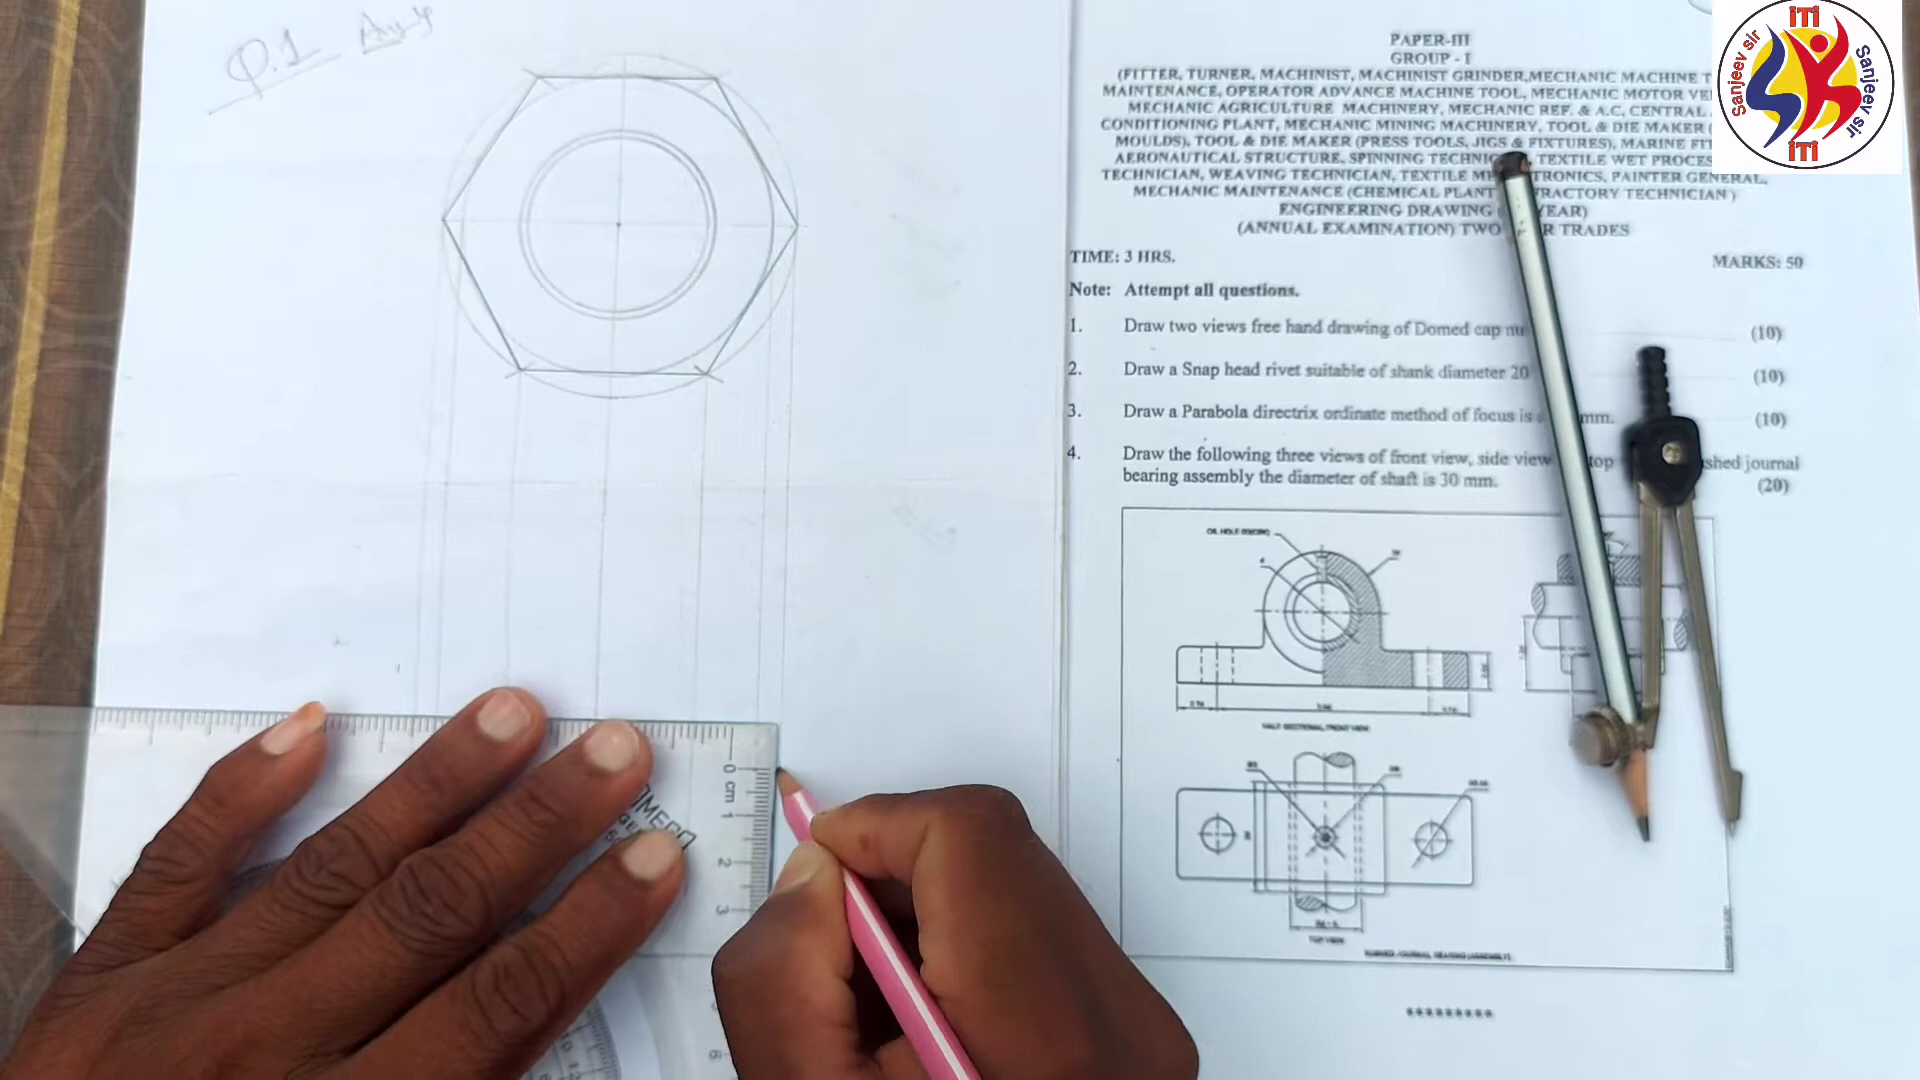 Q.1 Ans
PAPER-III
GROUP - I
(FITTER, TURNER, MACHINIST, MACHINIST GRINDER,MECHANIC MACHINE T
MAINTENANCE, OPERATOR ADVANCE MACHINE TOOL, MECHANIC MOTOR VE
MECHANIC AGRICULTURE MACHINERY, MECHANIC REF. & A.C, CENTRAL
CONDITIONING PLANT, MECHANIC MINING MACHINERY, TOOL & DIE MAKER (
MOULDS), TOOL & DIE MAKER (PRESS TOOLS, JIGS & FIXTURES), MARINE FIT
AERONAUTICAL STRUCTURE, SPINNING TECHNIC TEXTILE WET PROCES
TECHNICIAN, WEAVING TECHNICIAN, TEXTILE ME TRONICS, PAINTER GENERAL,
MECHANIC MAINTENANCE (CHEMICAL PLANT FRACTORY TECHNICIAN)
ENGINEERING DRAWING ( YEAR)
(ANNUAL EXAMINATION) TWO R TRADES
TIME: 3 HRS. MARKS: 50
Note: Attempt all questions.
1. Draw two views free hand drawing of Domed cap nu (10)
2. Draw a Snap head rivet suitable of shank diameter 20 (10)
3. Draw a Parabola directrix ordinate method of focus is mm. (10)
4. Draw the following three views of front view, side view top shed journal
bearing assembly the diameter of shaft is 30 mm. (20)
OIL HOLE
HALF SECTIONAL FRONT VIEW
TOP VIEW
BUSHED JOURNAL BEARING (ASSEMBLY)
*********
0 cm 1 2 3
iTi
Sanjeev sir
Sanjeev sir
iTi